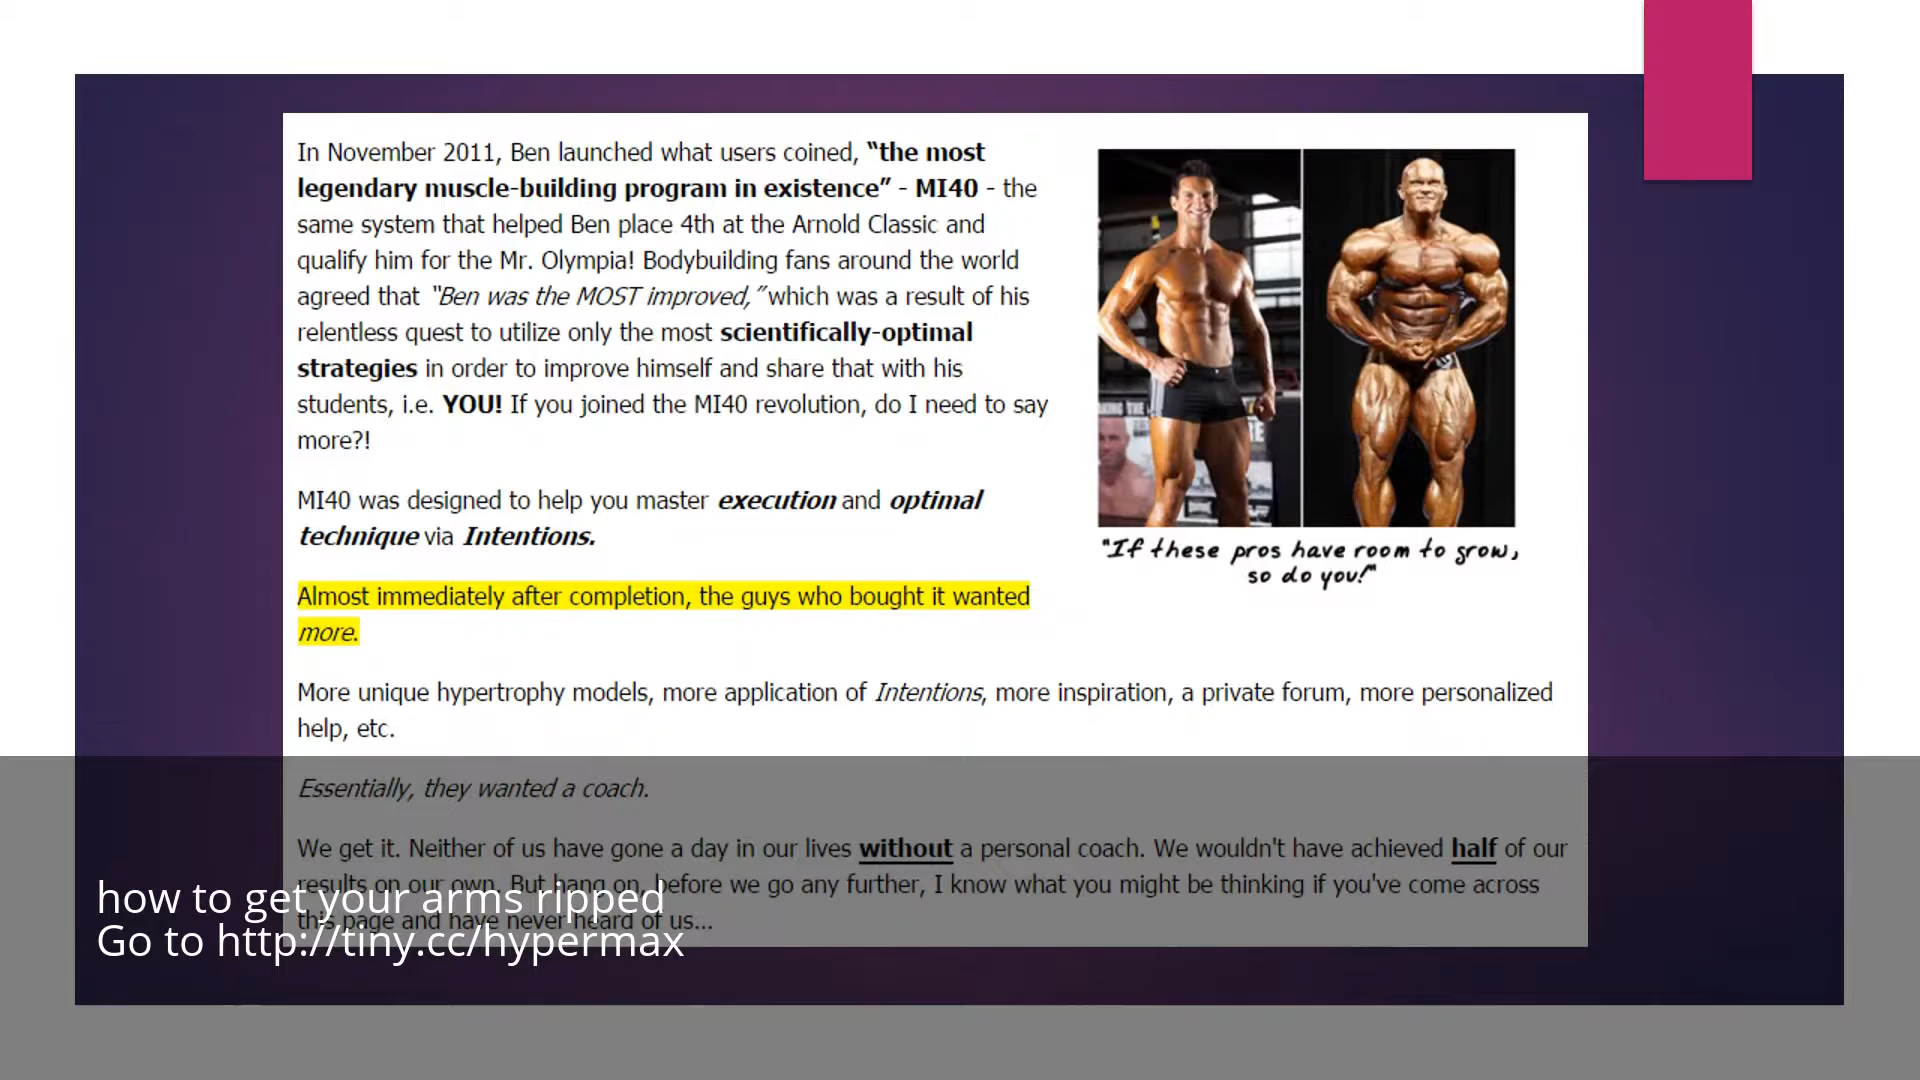 In November 2011, Ben launched what users coined, “the most
legendary muscle-building program in existence” - MI40 - the
same system that helped Ben place 4th at the Arnold Classic and
qualify him for the Mr. Olympia! Bodybuilding fans around the world
agreed that “Ben was the MOST improved,” which was a result of his
relentless quest to utilize only the most scientifically-optimal
strategies in order to improve himself and share that with his
students, i.e. YOU! If you joined the MI40 revolution, do I need to say
more?!
MI40 was designed to help you master execution and optimal
technique via Intentions.
Almost immediately after completion, the guys who bought it wanted
more.
"If these pros have room to grow,
so do you!"
More unique hypertrophy models, more application of Intentions, more inspiration, a private forum, more personalized
help, etc.
Essentially, they wanted a coach.
We get it. Neither of us have gone a day in our lives without a personal coach. We wouldn't have achieved half of our
results on our own. But hang on, before we go any further, I know what you might be thinking if you've come across
this page and have never heard of us...
how to get your arms ripped
Go to http://tiny.cc/hypermax